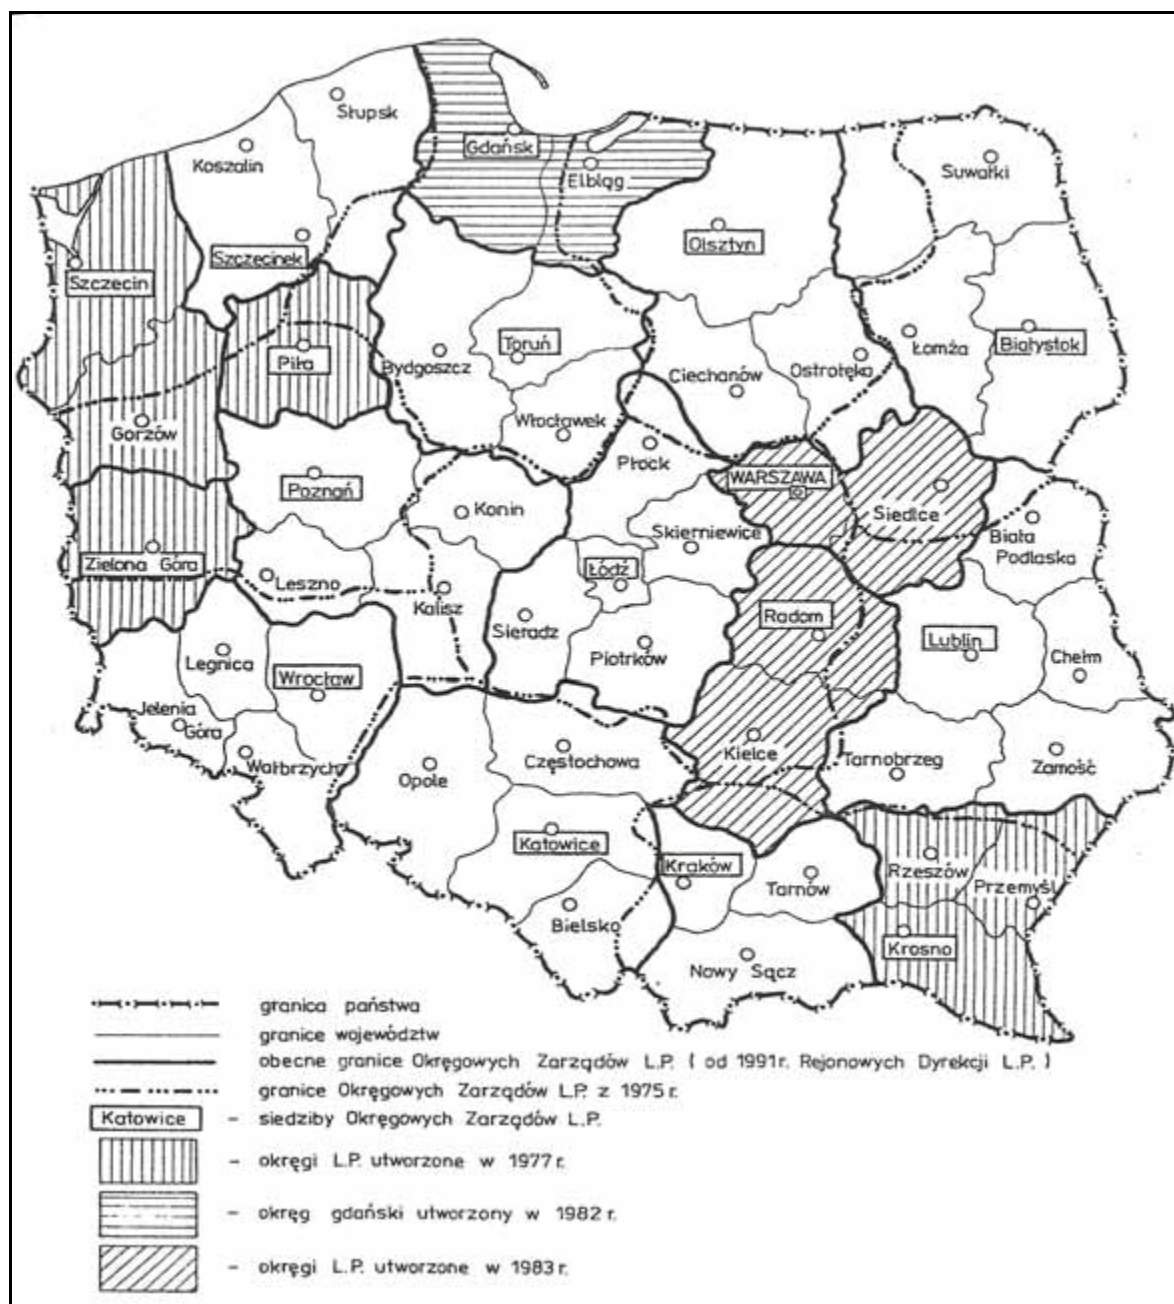 Słupsk
Gdańsk
Koszalin
Elbląg
Suwałki
Szczecinek
Olsztyn
Szczecin
Toruń
Łomża
Białystok
Piła
Bydgoszcz
Ciechanów
Ostrołęka
Gorzów
Włocławek
Płock
WARSZAWA
Poznań
Konin
Siedlce
Skierniewice
Biała
Podlaska
Zielona Góra
Leszno
Kalisz
Łódź
Sieradz
Radom
Lublin
Piotrków
Chełm
Legnica
Wrocław
Jelenia
Góra
Wałbrzych
Opole
Częstochowa
Kielce
Tarnobrzeg
Zamość
Katowice
Kraków
Tarnów
Rzeszów
Przemyśl
Bielsko
Krosno
Nowy Sącz
granica państwa
granice województw
obecne granice Okręgowych Zarządów L.P. ( od 1991r. Rejonowych Dyrekcji L.P. )
granice Okręgowych Zarządów L.P. z 1975 r.
Katowice – siedziby Okręgowych Zarządów L.P.
– okręgi L.P. utworzone w 1977 r.
– okręg gdański utworzony w 1982 r.
– okręgi L.P. utworzone w 1983 r.